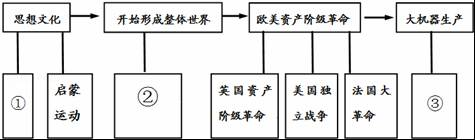 思想文化
开始形成整体世界
欧美资产阶级革命
大机器生产
①
启蒙
运动
②
英国资产
阶级革命
美国独
立战争
法国大
革命
③